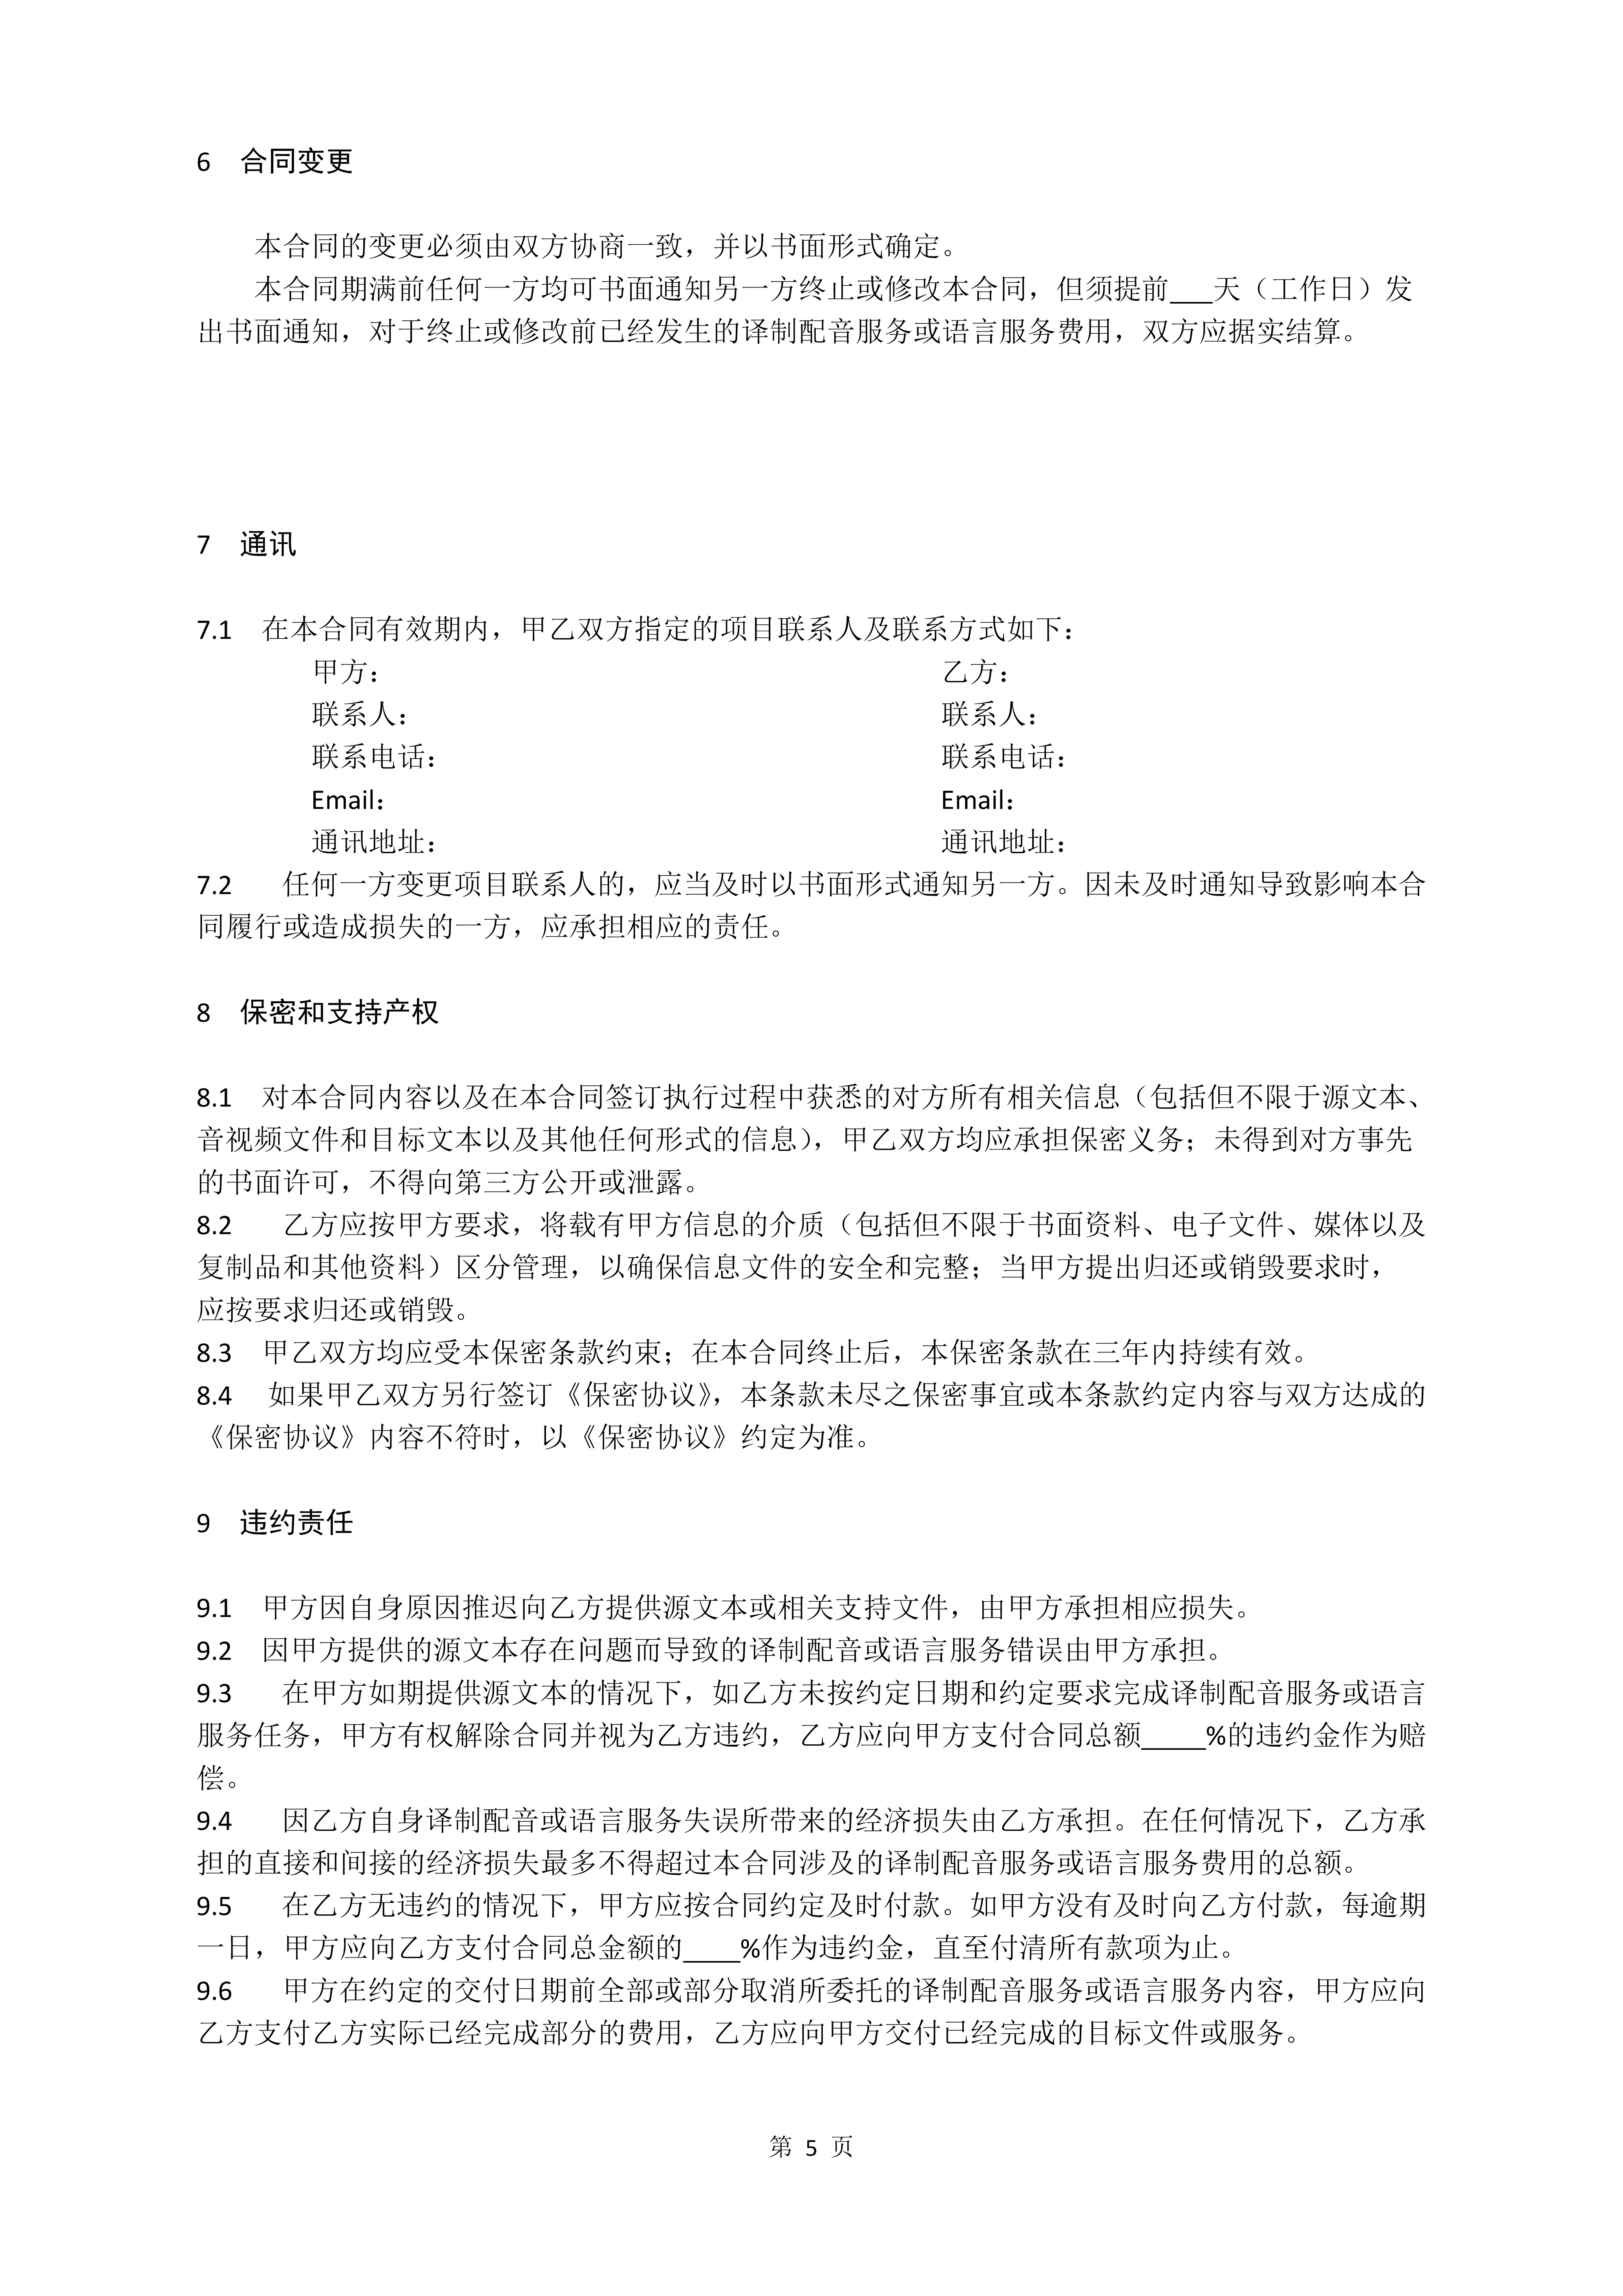 6 合同变更
本合同的变更必须由双方协商一致，并以书面形式确定。
本合同期满前任何一方均可书面通知另一方终止或修改本合同，但须提前___天（工作日）发
出书面通知，对于终止或修改前已经发生的译制配音服务或语言服务费用，双方应据实结算。
7 通讯
7.1 在本合同有效期内，甲乙双方指定的项目联系人及联系方式如下：
甲方： 乙方：
联系人： 联系人：
联系电话： 联系电话：
Email： Email：
通讯地址： 通讯地址：
7.2 任何一方变更项目联系人的，应当及时以书面形式通知另一方。因未及时通知导致影响本合
同履行或造成损失的一方，应承担相应的责任。
8 保密和支持产权
8.1 对本合同内容以及在本合同签订执行过程中获悉的对方所有相关信息（包括但不限于源文本、
音视频文件和目标文本以及其他任何形式的信息），甲乙双方均应承担保密义务；未得到对方事先
的书面许可，不得向第三方公开或泄露。
8.2 乙方应按甲方要求，将载有甲方信息的介质（包括但不限于书面资料、电子文件、媒体以及
复制品和其他资料）区分管理，以确保信息文件的安全和完整；当甲方提出归还或销毁要求时，
应按要求归还或销毁。
8.3 甲乙双方均应受本保密条款约束；在本合同终止后，本保密条款在三年内持续有效。
8.4 如果甲乙双方另行签订《保密协议》，本条款未尽之保密事宜或本条款约定内容与双方达成的
《保密协议》内容不符时，以《保密协议》约定为准。
9 违约责任
9.1 甲方因自身原因推迟向乙方提供源文本或相关支持文件，由甲方承担相应损失。
9.2 因甲方提供的源文本存在问题而导致的译制配音或语言服务错误由甲方承担。
9.3 在甲方如期提供源文本的情况下，如乙方未按约定日期和约定要求完成译制配音服务或语言
服务任务，甲方有权解除合同并视为乙方违约，乙方应向甲方支付合同总额_____%的违约金作为赔
偿。
9.4 因乙方自身译制配音或语言服务失误所带来的经济损失由乙方承担。在任何情况下，乙方承
担的直接和间接的经济损失最多不得超过本合同涉及的译制配音服务或语言服务费用的总额。
9.5 在乙方无违约的情况下，甲方应按合同约定及时付款。如甲方没有及时向乙方付款，每逾期
一日，甲方应向乙方支付合同总金额的____%作为违约金，直至付清所有款项为止。
9.6 甲方在约定的交付日期前全部或部分取消所委托的译制配音服务或语言服务内容，甲方应向
乙方支付乙方实际已经完成部分的费用，乙方应向甲方交付已经完成的目标文件或服务。
第 5 页